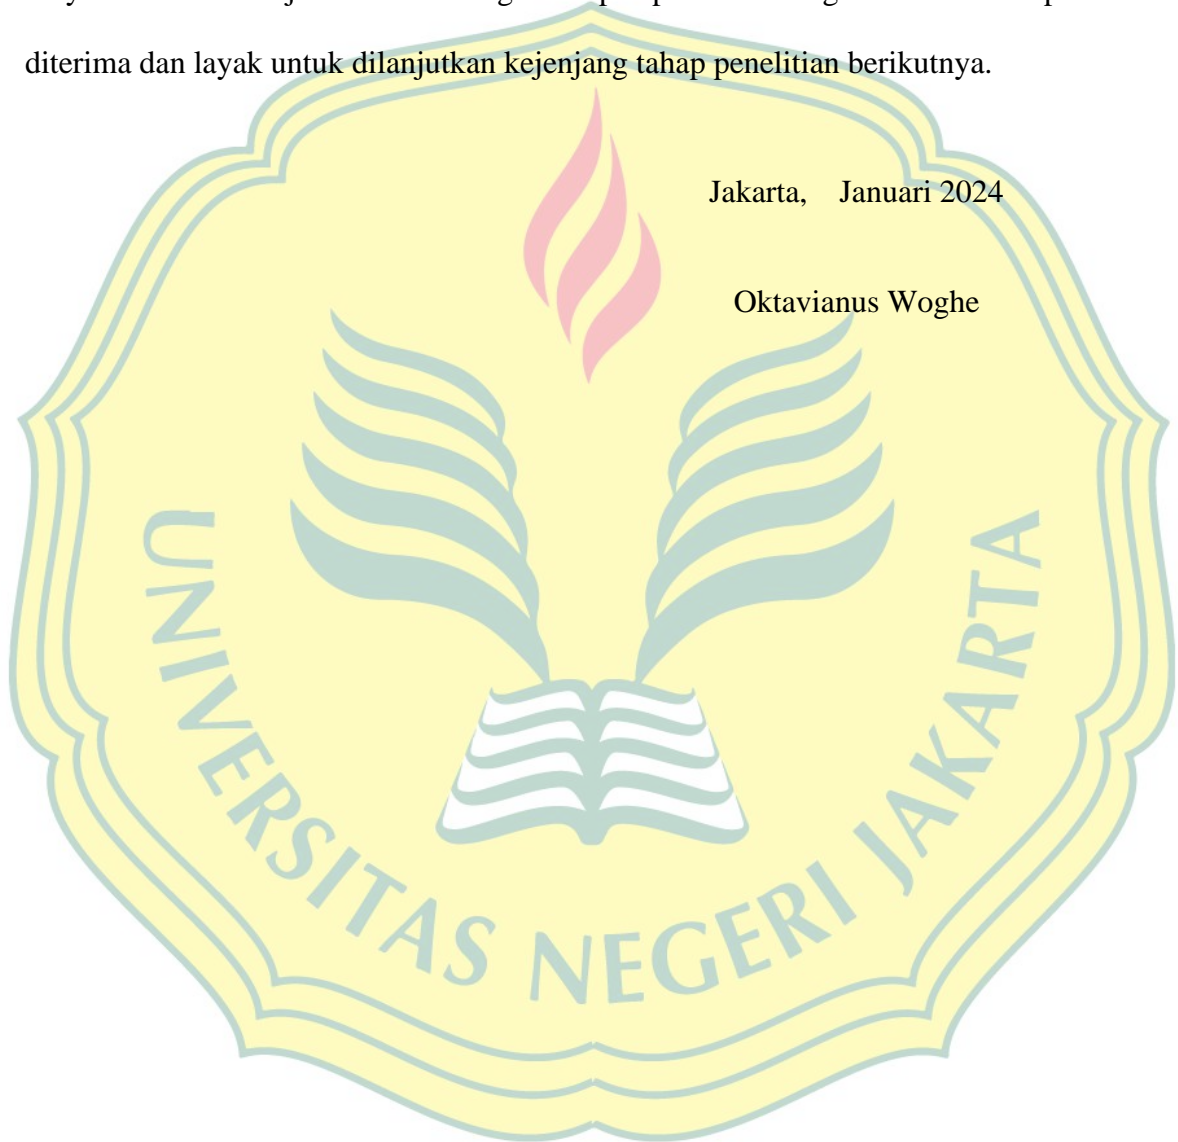 diterima dan layak untuk dilanjutkan kejenjang tahap penelitian berikutnya.
Jakarta, Januari 2024
Oktavianus Woghe
UNIVERSITAS NEGERI JAKARTA